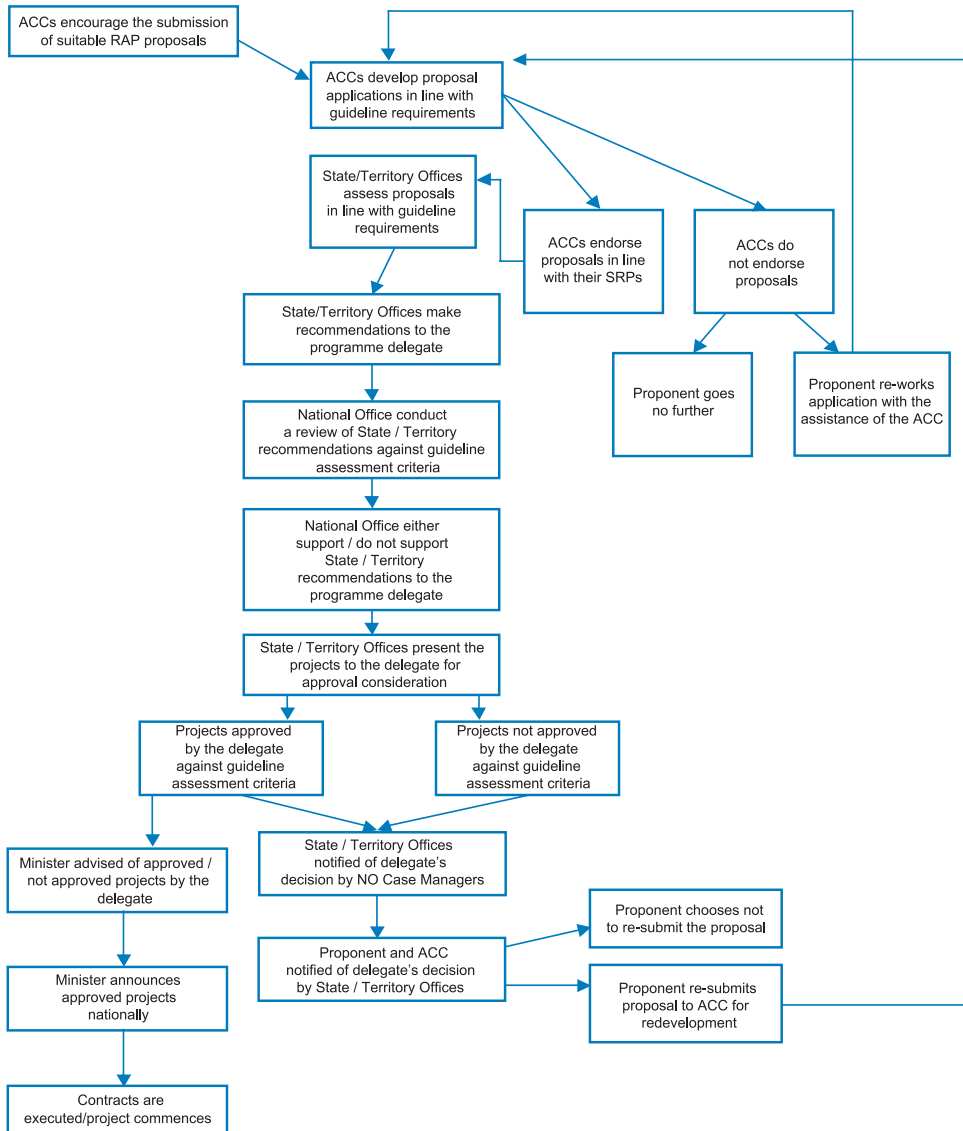 ACCs encourage the submission
of suitable RAP proposals
ACCs develop proposal
applications in line with
guideline requirements
State/Territory Offices
assess proposals
in line with guideline
requirements
ACCs endorse
proposals in line
with their SRPs
ACCs do
not endorse
proposals
State/Territory Offices make
recommendations to the
programme delegate
Proponent goes
no further
Proponent re-works
application with the
assistance of the ACC
National Office conduct
a review of State / Territory
recommendations against guideline
assessment criteria
National Office either
support / do not support
State / Territory
recommendations to the
programme delegate
State / Territory Offices present the
projects to the delegate for
approval consideration
Projects approved
by the delegate
against guideline
assessment criteria
Projects not approved
by the delegate
against guideline
assessment criteria
Minister advised of approved /
not approved projects by the
delegate
State / Territory Offices
notified of delegate's
decision by NO Case Managers
Proponent chooses not
to re-submit the proposal
Proponent and ACC
notified of delegate's decision
by State / Territory Offices
Minister announces
approved projects
nationally
Proponent re-submits
proposal to ACC for
redevelopment
Contracts are
executed/project commences